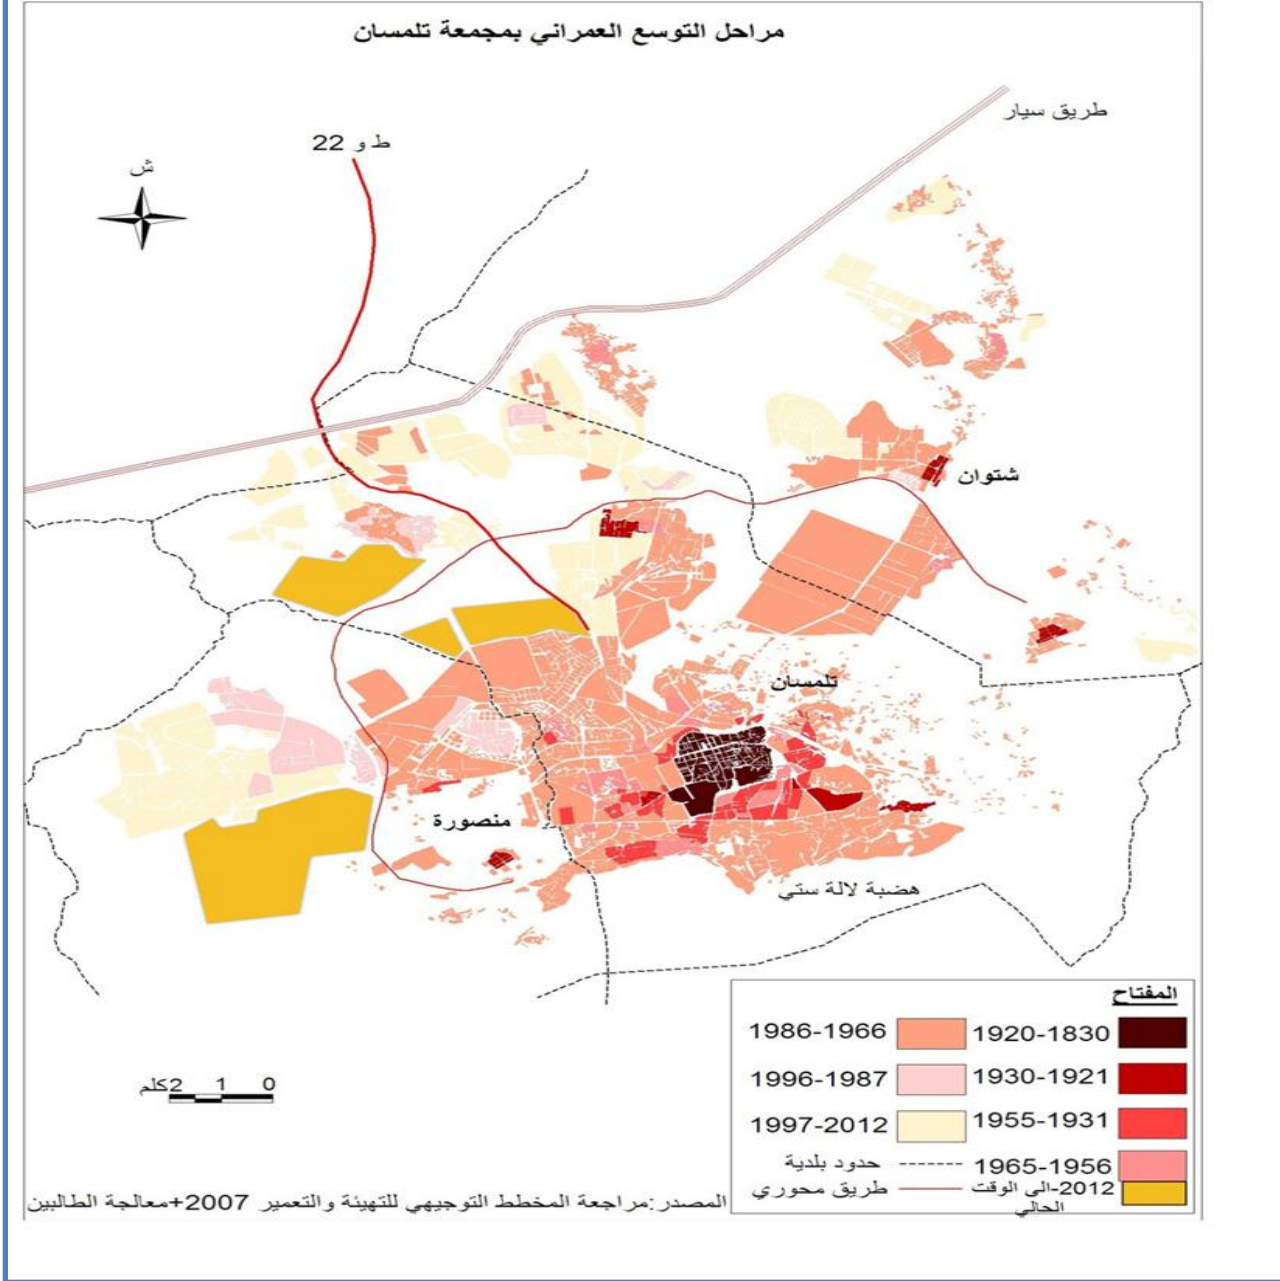 مراحل التوسع العمراني بمجمعة تلمسان
طريق سيار
ط و 22
ش
شتوان
تلمسان
منصورة
هضبة لالة ستي
المفتاح
1920-1830
1986-1966
1930-1921
1996-1987
1955-1931
1997-2012
1965-1956
حدود بلدية
2012-الى الوقت
الحالي
طريق محوري
0 1 2كلم
المصدر:مراجعة المخطط التوجيهي للتهيئة والتعمير 2007+معالجة الطالبين